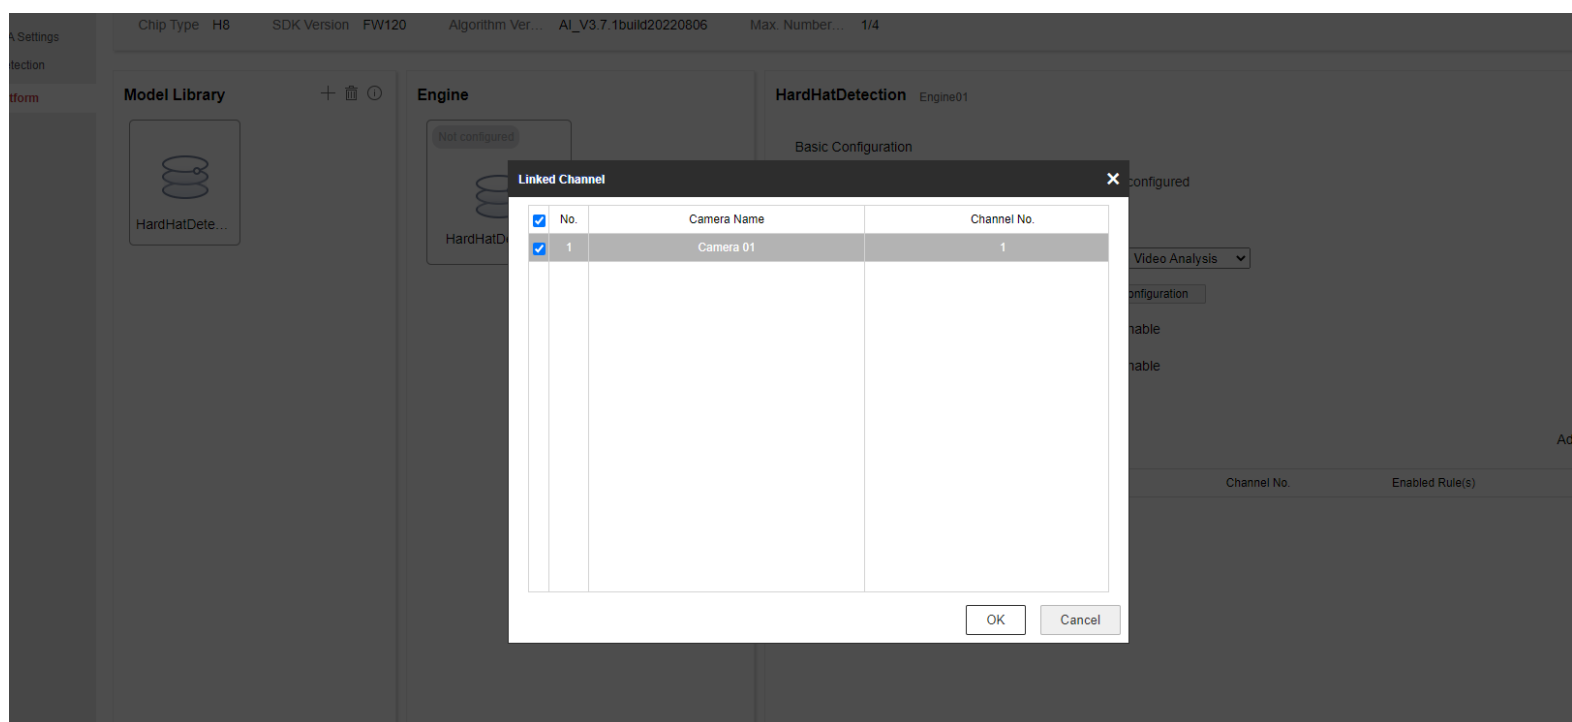 Chip Type H8 SDK Version FW120 Algorithm Ver... AI_V3.7.1build20220806 Max. Number... 1/4
A Settings
tection
tform
Model Library
HardHatDete...
Engine
Not configured
HardHatD
HardHatDetection Engine01
Basic Configuration
configured
Video Analysis
onfiguration
nable
nable
Ad
Channel No. Enabled Rule(s)
Linked Channel
No. Camera Name Channel No.
1 Camera 01 1
OK Cancel